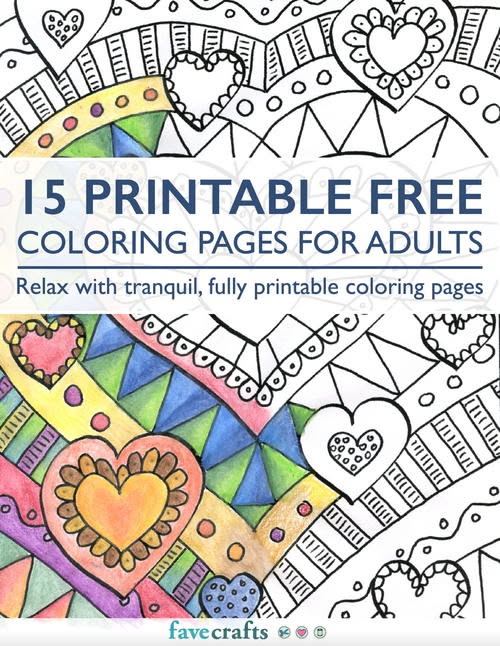 15 PRINTABLE FREE
COLORING PAGES FOR ADULTS
Relax with tranquil, fully printable coloring pages
favecrafts